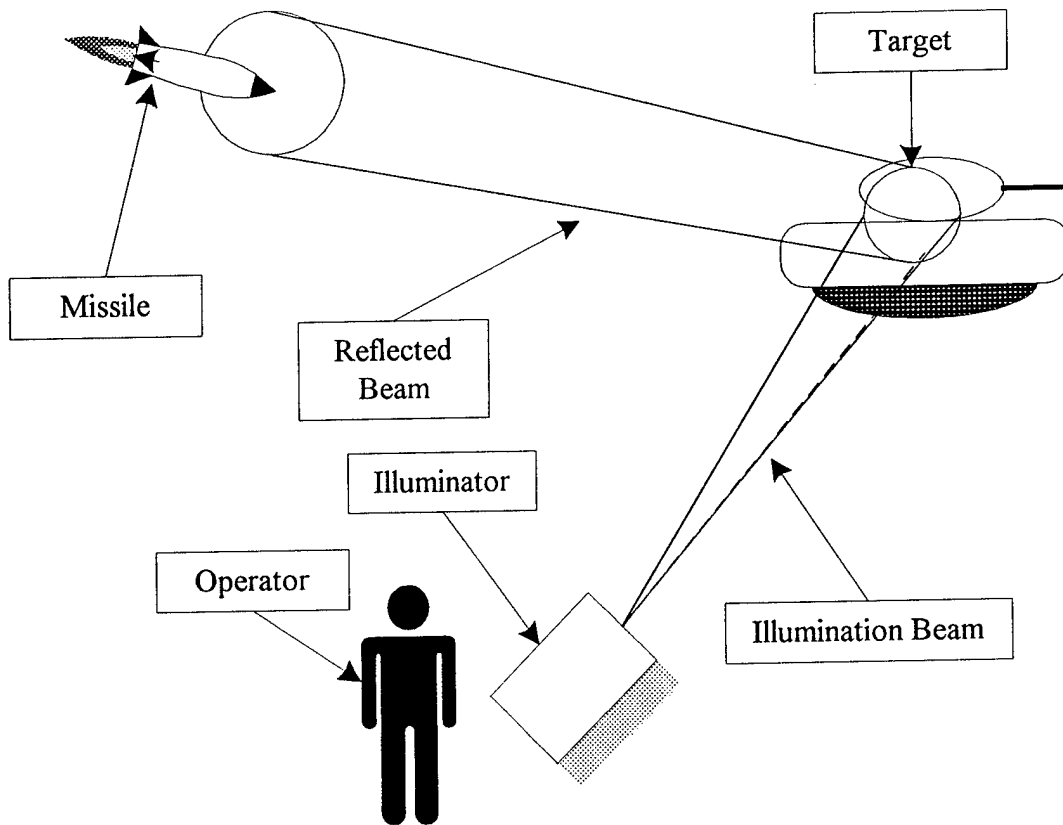 Target
Missile
Reflected
Beam
Illuminator
Operator
Illumination Beam